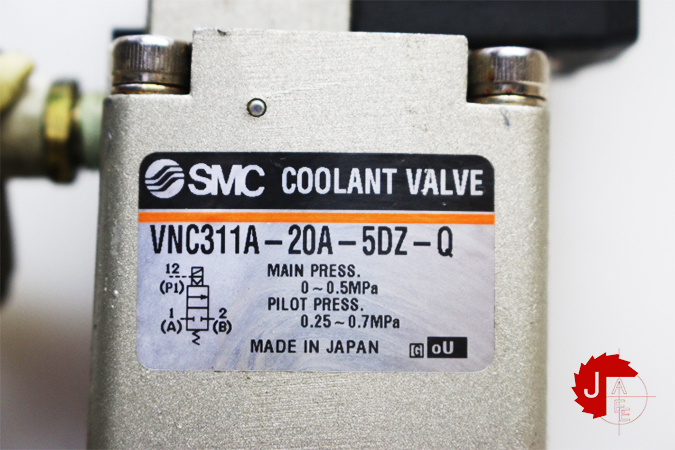 SMC COOLANT VALVE
VNC311A-20A-5DZ-Q
12
(P1)
1 2
(A) (B)
MAIN PRESS.
0~0.5MPa
PILOT PRESS.
0.25~0.7MPa
MADE IN JAPAN G oU
J
A
E